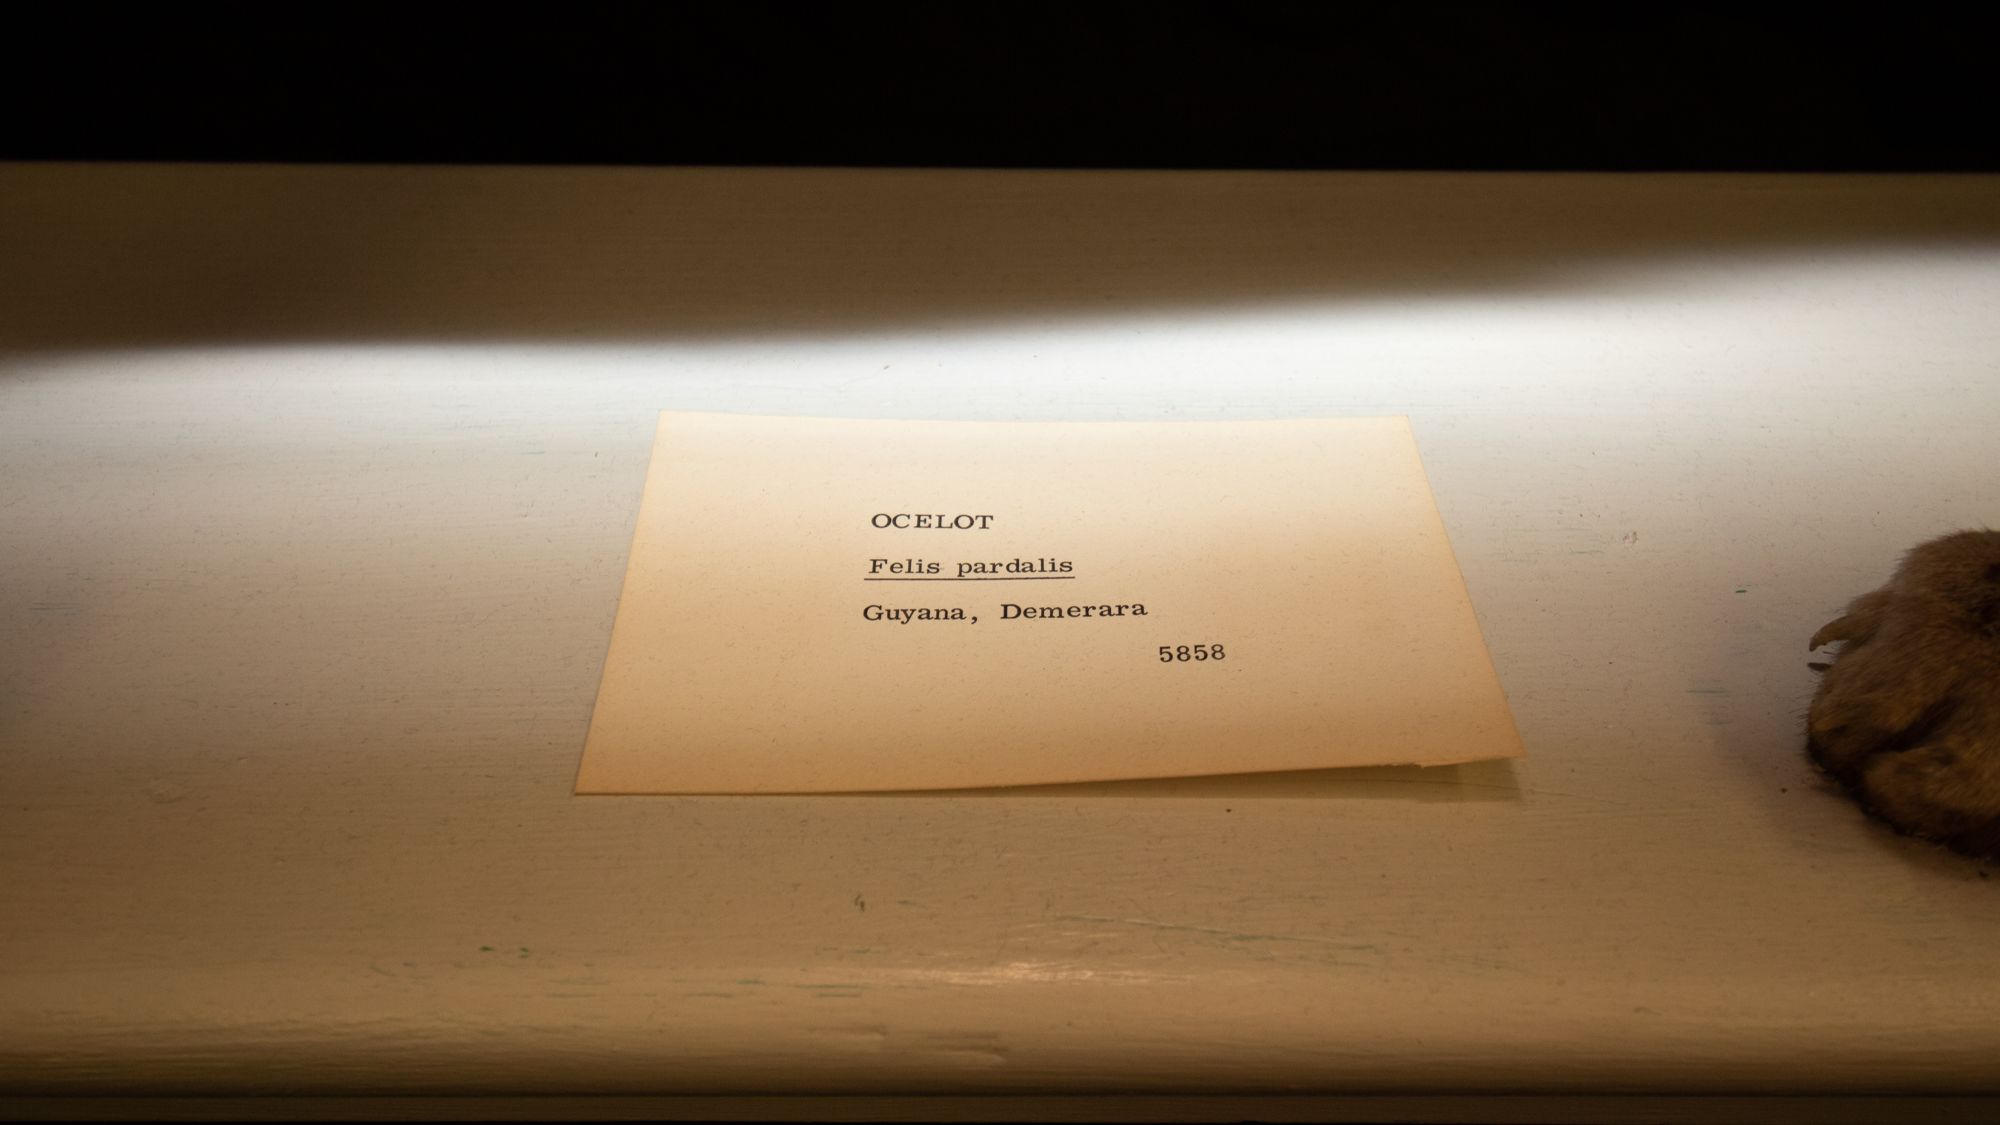 OCELOT
Felis pardalis
Guyana, Demerara
5858